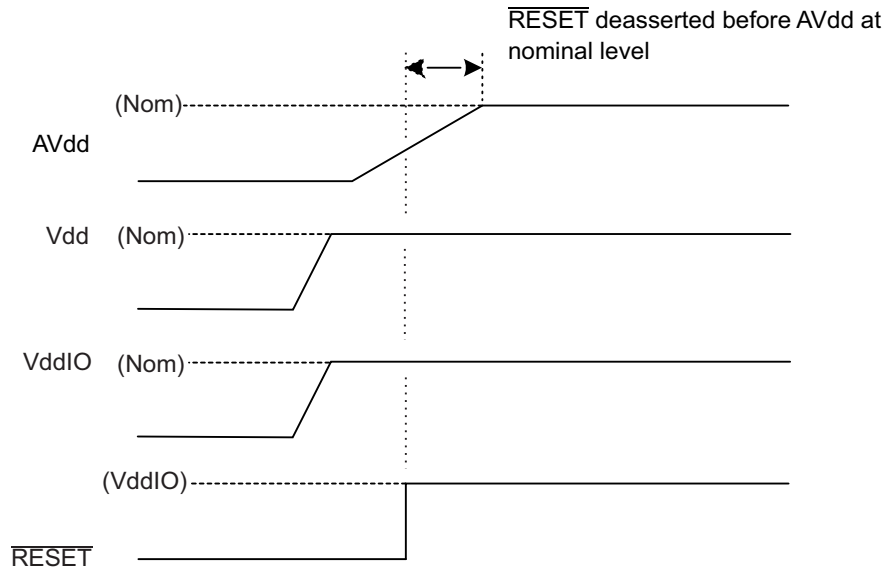 RESET deasserted before AVdd at
nominal level
(Nom)
AVdd
Vdd (Nom)
VddIO (Nom)
(VddIO)
RESET